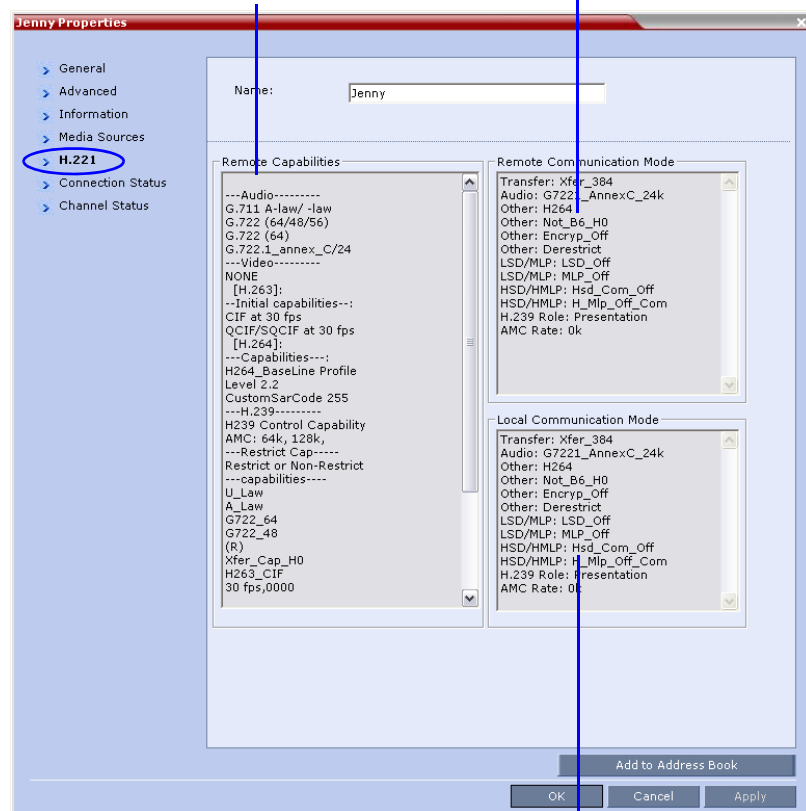 Jenny Properties
x
General
Advanced
Information
Media Sources
H.221
Connection Status
Channel Status
Name:
Jenny
Remote Capabilities
---Audio---------
G.711 A-law/ -law
G.722 (64/48/56)
G.722 (64)
G.722.1_annex_C/24
---Video---------
NONE
[H.263]:
--Initial capabilities--:
CIF at 30 fps
QCIF/SQCIF at 30 fps
[H.264]:
---Capabilities---:
H264_BaseLine Profile
Level 2.2
CustomSarCode 255
---H.239---------
H239 Control Capability
AMC: 64k, 128k,
---Restrict Cap-----
Restrict or Non-Restrict
---capabilities----
U_Law
A_Law
G722_64
G722_48
(R)
Xfer_Cap_H0
H263_CIF
30 fps,0000
Remote Communication Mode
Transfer: Xfer_384
Audio: G7221_AnnexC_24k
Other: H264
Other: Not_B6_H0
Other: Encryp_Off
Other: Derestrict
LSD/MLP: LSD_Off
LSD/MLP: MLP_Off
HSD/HMLP: Hsd_Com_Off
HSD/HMLP: H_Mlp_Off_Com
H.239 Role: Presentation
AMC Rate: 0k
Local Communication Mode
Transfer: Xfer_384
Audio: G7221_AnnexC_24k
Other: H264
Other: Not_B6_H0
Other: Encryp_Off
Other: Derestrict
LSD/MLP: LSD_Off
LSD/MLP: MLP_Off
HSD/HMLP: Hsd_Com_Off
HSD/HMLP: H_Mlp_Off_Com
H.239 Role: Presentation
AMC Rate: 0k
Add to Address Book
OK
Cancel
Apply